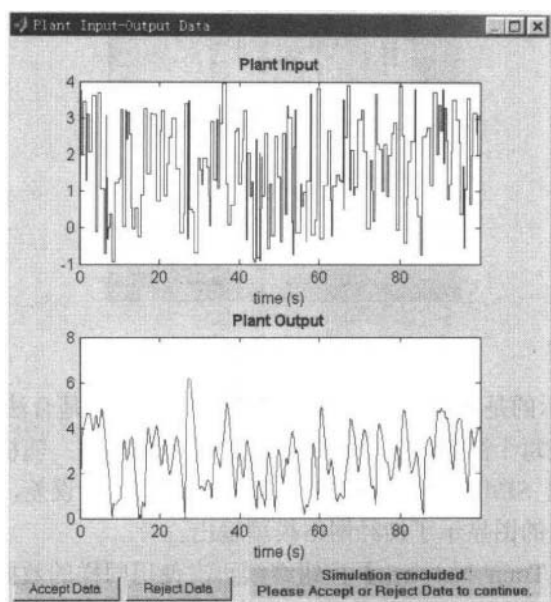 Plant Input-Output Data
Plant Input
4
3
2
1
0
-1
0 20 40 60 80
time (s)
Plant Output
8
6
4
2
0
0 20 40 60 80
time (s)
Simulation concluded.
Please Accept or Reject Data to continue.
Accept Data Reject Data